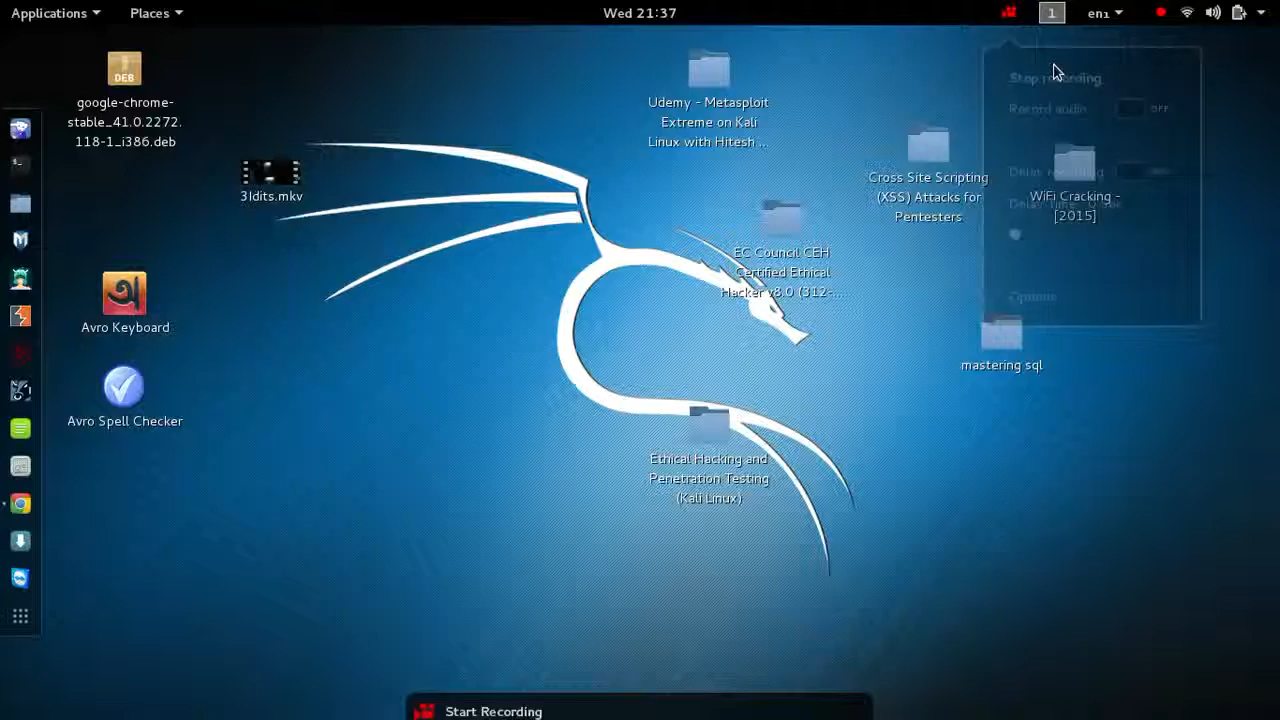 Applications
Places
Wed 21:37
1
en₁
DEB
google-chrome-
stable_41.0.2272.
118-1_i386.deb
3Idits.mkv
Avro Keyboard
Avro Spell Checker
Udemy - Metasploit
Extreme on Kali
Linux with Hitesh ...
EC Council CEH
Certified Ethical
Hacker v8.0 (312-...
Cross Site Scripting
(XSS) Attacks for
Pentesters
Stop recording
Record audio
OFF
WiFi Cracking -
[2015]
Options
mastering sql
Ethical Hacking and
Penetration Testing
(Kali Linux)
Start Recording